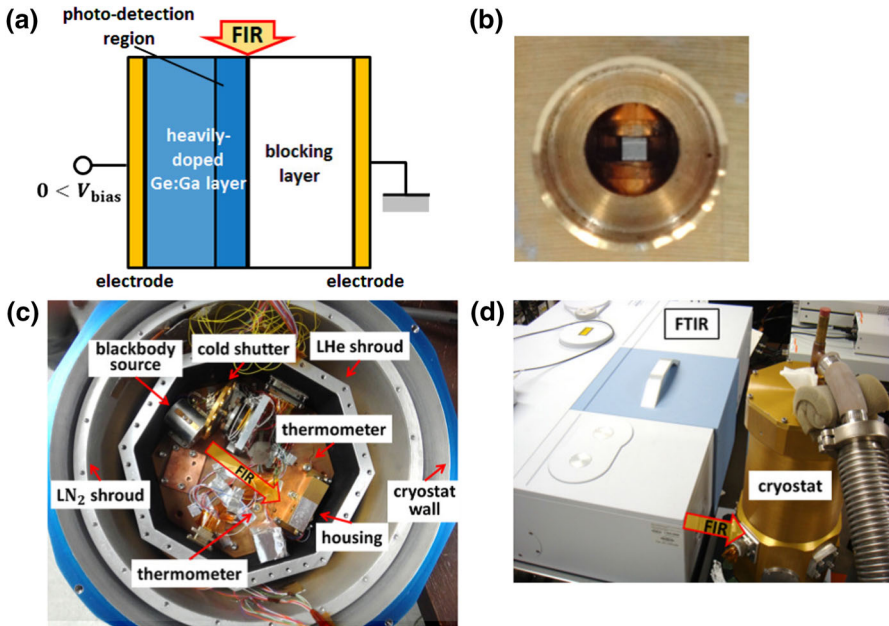 (a)
photo-detection
region
FIR
heavily-
doped
Ge:Ga layer
blocking
layer
0 < Vbias
electrode
electrode
(b)
(c)
blackbody
source
cold shutter
LHe shroud
thermometer
FIR
LN2 shroud
cryostat
wall
thermometer
housing
(d)
FTIR
cryostat
FIR